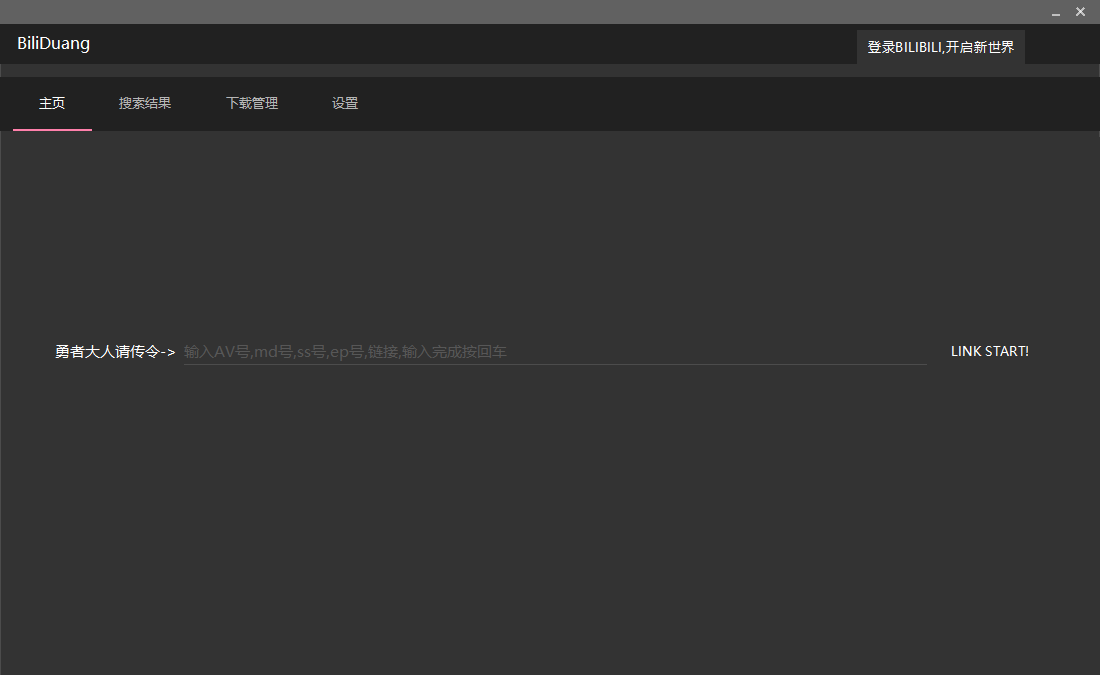 BiliDuang
登录BILIBILI,开启新世界
主页 搜索结果 下载管理 设置
勇者大人请传令-> 输入AV号,md号,ss号,ep号,链接,输入完成按回车 LINK START!